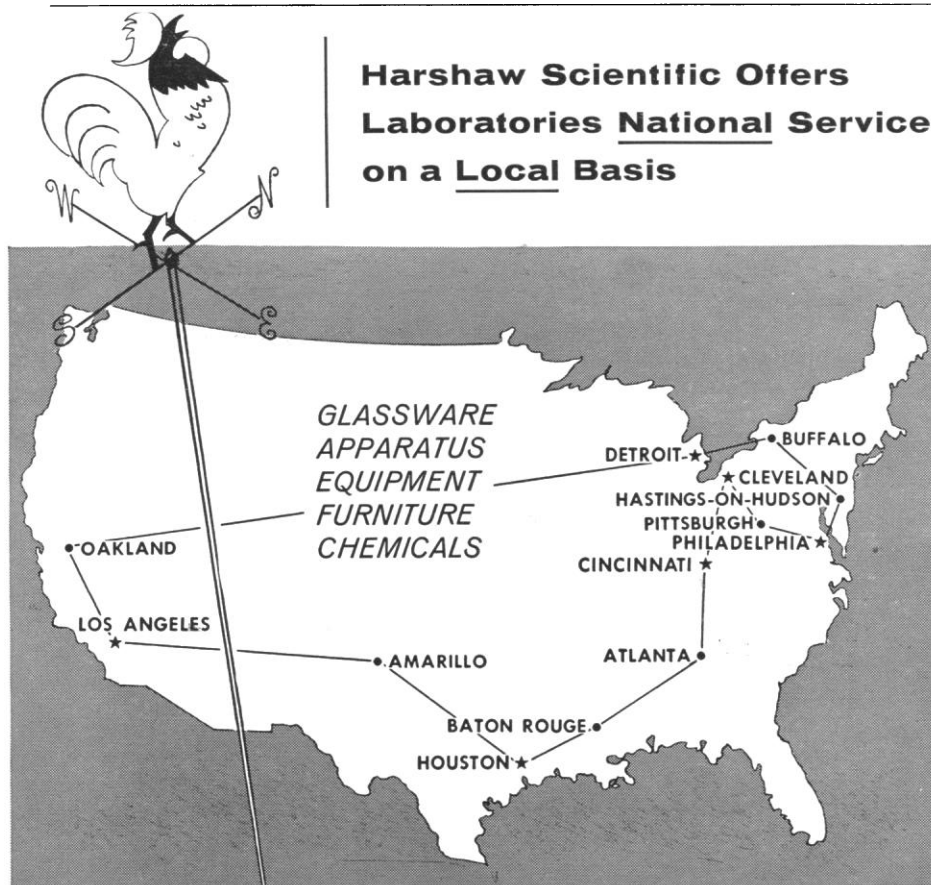 Harshaw Scientific Offers
Laboratories National Service
on a Local Basis
W
N
S
E
GLASSWARE
APPARATUS
EQUIPMENT
FURNITURE
CHEMICALS
DETROIT
BUFFALO
CLEVELAND
HASTINGS-ON-HUDSON
PITTSBURGH
PHILADELPHIA
OAKLAND
CINCINNATI
LOS ANGELES
AMARILLO
ATLANTA
BATON ROUGE
HOUSTON